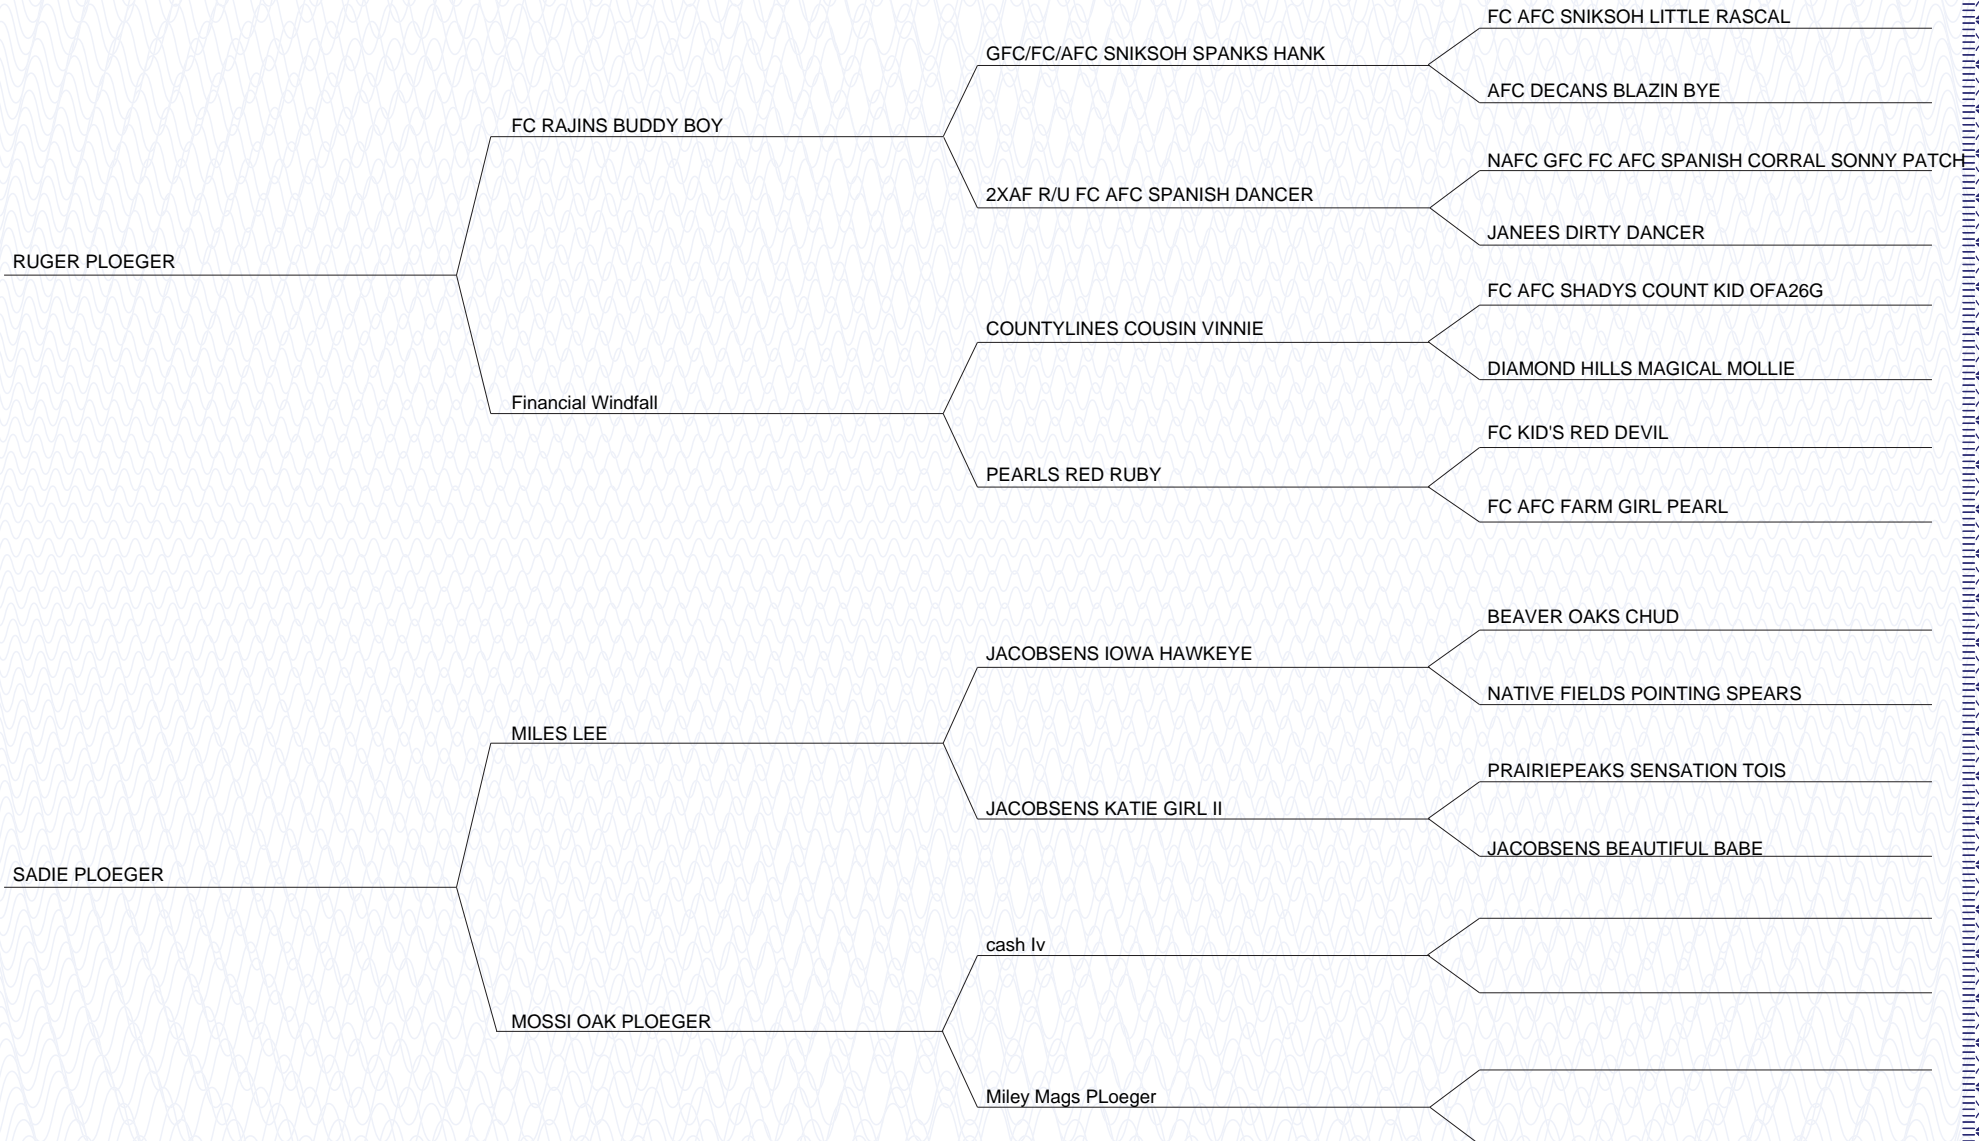 FC AFC SNIKSOH LITTLE RASCAL
GFC/FC/AFC SNIKSOH SPANKS HANK
AFC DECANS BLAZIN BYE
FC RAJINS BUDDY BOY
NAFC GFC FC AFC SPANISH CORRAL SONNY PATCH
2XAF R/U FC AFC SPANISH DANCER
JANEES DIRTY DANCER
RUGER PLOEGER
FC AFC SHADYS COUNT KID OFA26G
COUNTYLINES COUSIN VINNIE
DIAMOND HILLS MAGICAL MOLLIE
Financial Windfall
FC KID'S RED DEVIL
PEARLS RED RUBY
FC AFC FARM GIRL PEARL
BEAVER OAKS CHUD
JACOBSENS IOWA HAWKEYE
NATIVE FIELDS POINTING SPEARS
MILES LEE
PRAIRIEPEAKS SENSATION TOIS
JACOBSENS KATIE GIRL II
JACOBSENS BEAUTIFUL BABE
SADIE PLOEGER
cash Iv
MOSSI OAK PLOEGER
Miley Mags PLoeger